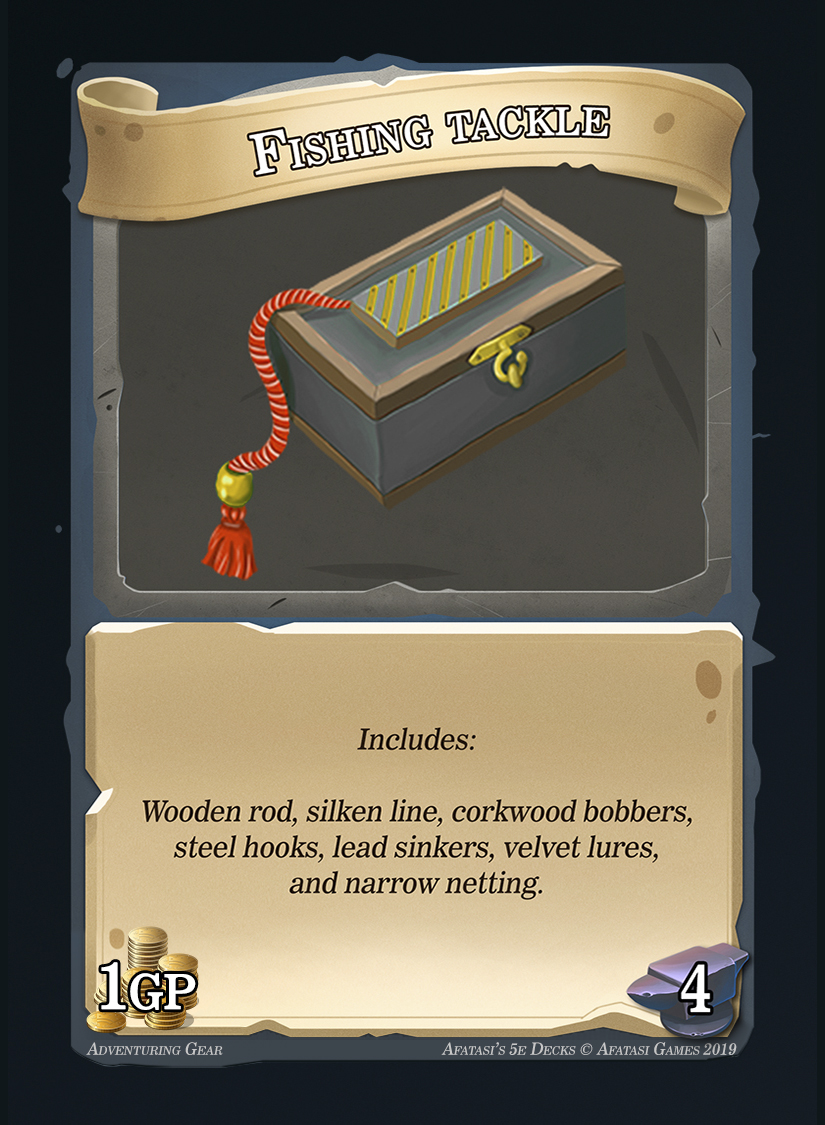 Fishing tackle
Includes:
Wooden rod, silken line, corkwood bobbers,
steel hooks, lead sinkers, velvet lures,
and narrow netting.
1GP
4
Adventuring Gear
Afatasi's 5e Decks © Afatasi Games 2019